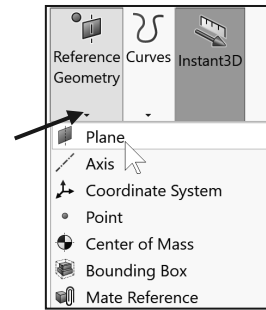 Reference Curves Instant3D
Geometry
Plane
Axis
Coordinate System
Point
Center of Mass
Bounding Box
Mate Reference